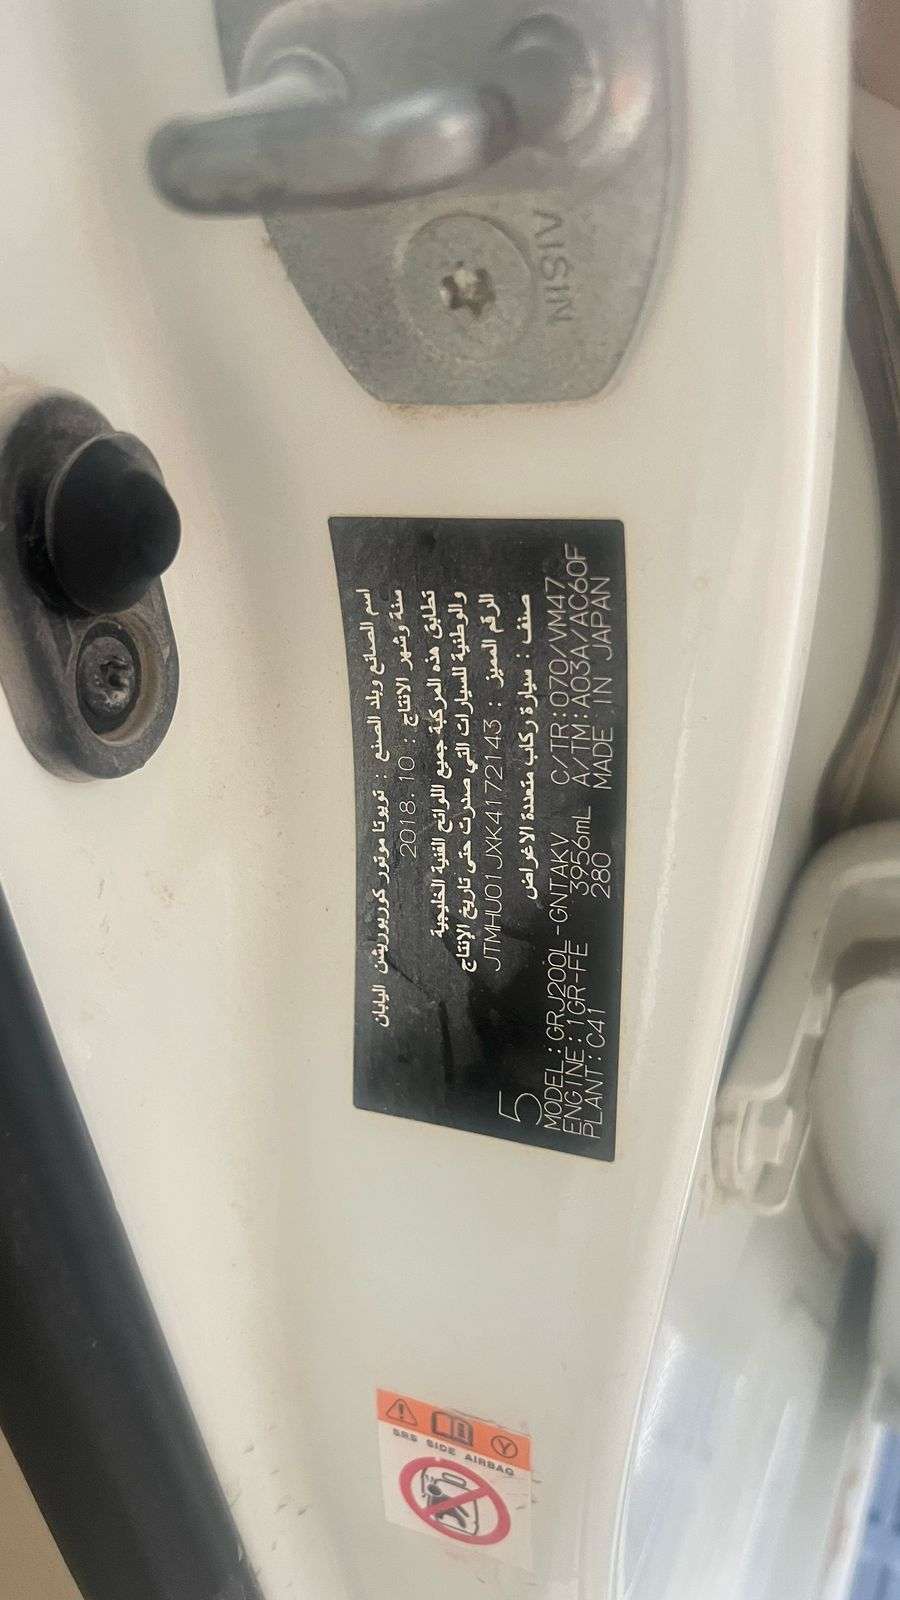 AISIN
اسم الصانع وبلد الصنع : تويوتا موتور كوربوريشن اليابان
سنة وشهر الانتاج : 2018.10
تطابق هذه المركبة جميع اللوائح الفنية الخليجية
والوطنية للسيارات التي صدرت حتى تاريخ الإنتاج
الرقم المميز : JTMHU01JXK4172143
صنف : سيارة ركاب متعددة الاغراض
5
MODEL:GRJ200L-GNTAKV C/TR:070/VM47
ENGINE:1GR-FE 3956mL A/TM:A03A/AC60F
PLANT:C41 280 MADE IN JAPAN
SRS SIDE AIRBAG